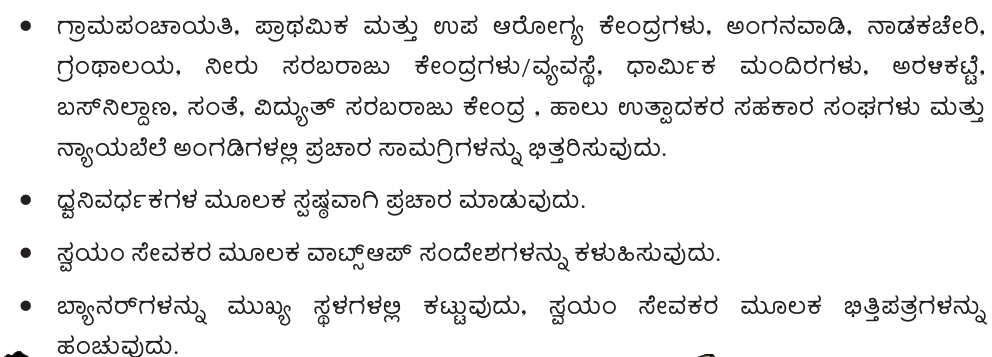 • ಗ್ರಾಮಪಂಚಾಯತಿ, ಪ್ರಾಥಮಿಕ ಮತ್ತು ಉಪ ಆರೋಗ್ಯ ಕೇಂದ್ರಗಳು, ಅಂಗನವಾಡಿ, ನಾಡಕಚೇರಿ,
ಗ್ರಂಥಾಲಯ, ನೀರು ಸರಬರಾಜು ಕೇಂದ್ರಗಳು/ವ್ಯವಸ್ಥೆ, ಧಾರ್ಮಿಕ ಮಂದಿರಗಳು, ಅರಳಿಕಟ್ಟೆ,
ಬಸ್‌ನಿಲ್ದಾಣ, ಸಂತೆ, ವಿದ್ಯುತ್ ಸರಬರಾಜು ಕೇಂದ್ರ , ಹಾಲು ಉತ್ಪಾದಕರ ಸಹಕಾರ ಸಂಘಗಳು ಮತ್ತು
ನ್ಯಾಯಬೆಲೆ ಅಂಗಡಿಗಳಲ್ಲಿ ಪ್ರಚಾರ ಸಾಮಗ್ರಿಗಳನ್ನು ಭಿತ್ತರಿಸುವುದು.
• ಧ್ವನಿವರ್ಧಕಗಳ ಮೂಲಕ ಸ್ಪಷ್ಠವಾಗಿ ಪ್ರಚಾರ ಮಾಡುವುದು.
• ಸ್ವಯಂ ಸೇವಕರ ಮೂಲಕ ವಾಟ್ಸ್‌ಆಪ್ ಸಂದೇಶಗಳನ್ನು ಕಳುಹಿಸುವುದು.
• ಬ್ಯಾನರ್‌ಗಳನ್ನು ಮುಖ್ಯ ಸ್ಥಳಗಳಲ್ಲಿ ಕಟ್ಟುವುದು, ಸ್ವಯಂ ಸೇವಕರ ಮೂಲಕ ಭಿತ್ತಿಪತ್ರಗಳನ್ನು
ಹಂಚುವುದು.